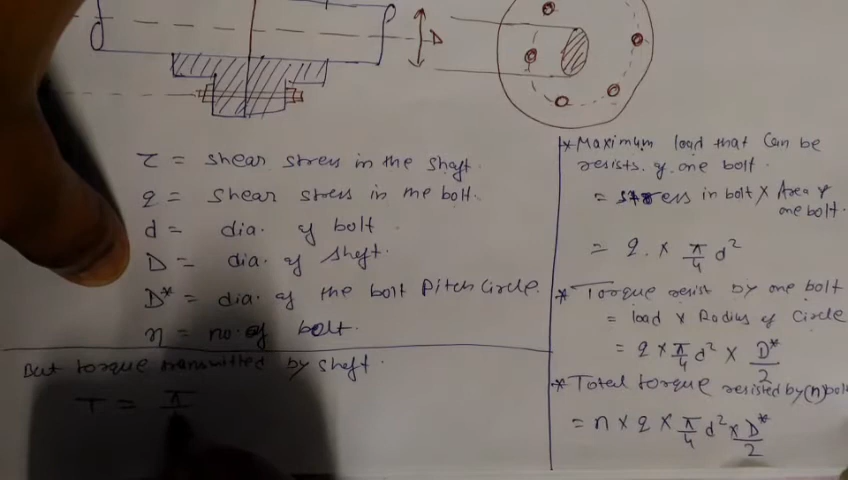 D
τ = shear stress in the shaft.
q = shear stress in the bolt.
d = dia. of bolt
D = dia. of shaft.
D* = dia. of the bolt Pitch Circle.
n = no. of bolt.
But torque transmitted by shaft.
T = π
* Maximum load that Can be
resists. of. one bolt.
= stress in bolt × Area of
one bolt.
= q. × π/4 d²
* Torque resist by one bolt
= load × Radius of Circle
= q × π/4 d² × D*/2
* Total torque resisted by (n) bolt
= n × q × π/4 d² × D*/2